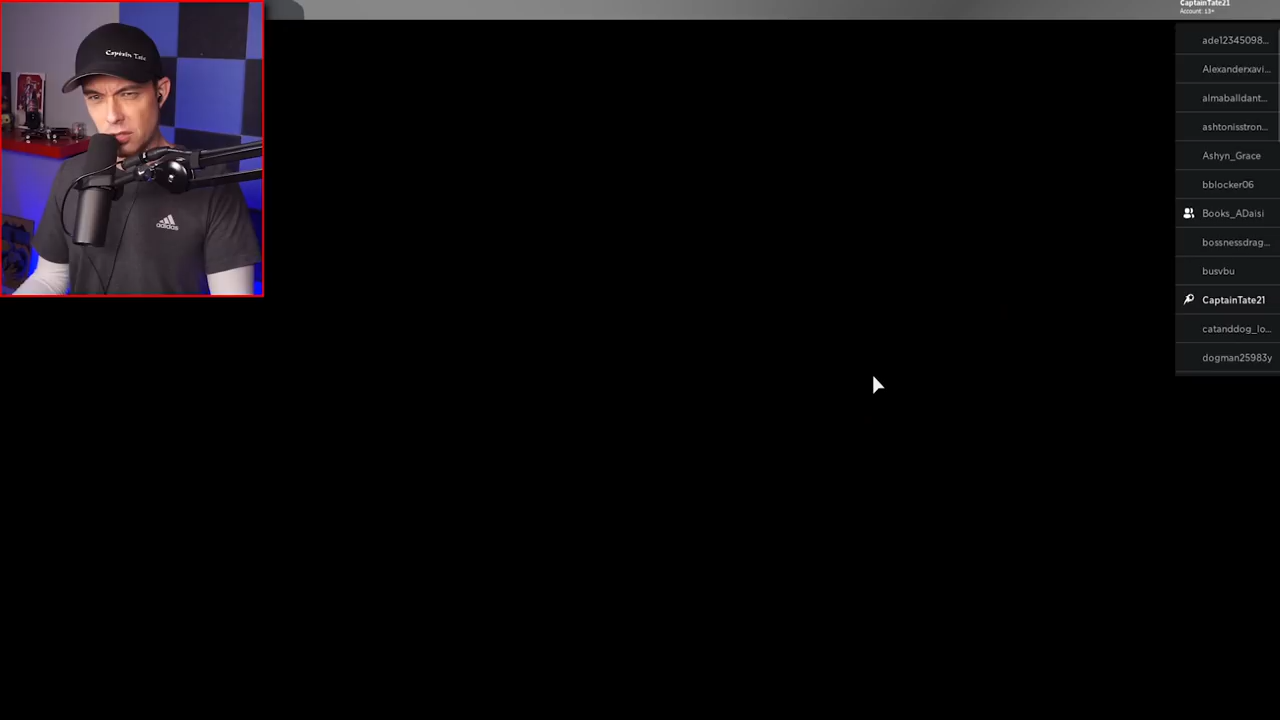 CaptainTate21
Account: 13+
ade12345098...
Alexanderxavi...
almaballdant...
ashtonisstron...
Ashyn_Grace
bblocker06
Books_ADaisi
bossnessdrag...
busvbu
CaptainTate21
catanddog_lo...
dogman25983y
Captain Tate
adidas